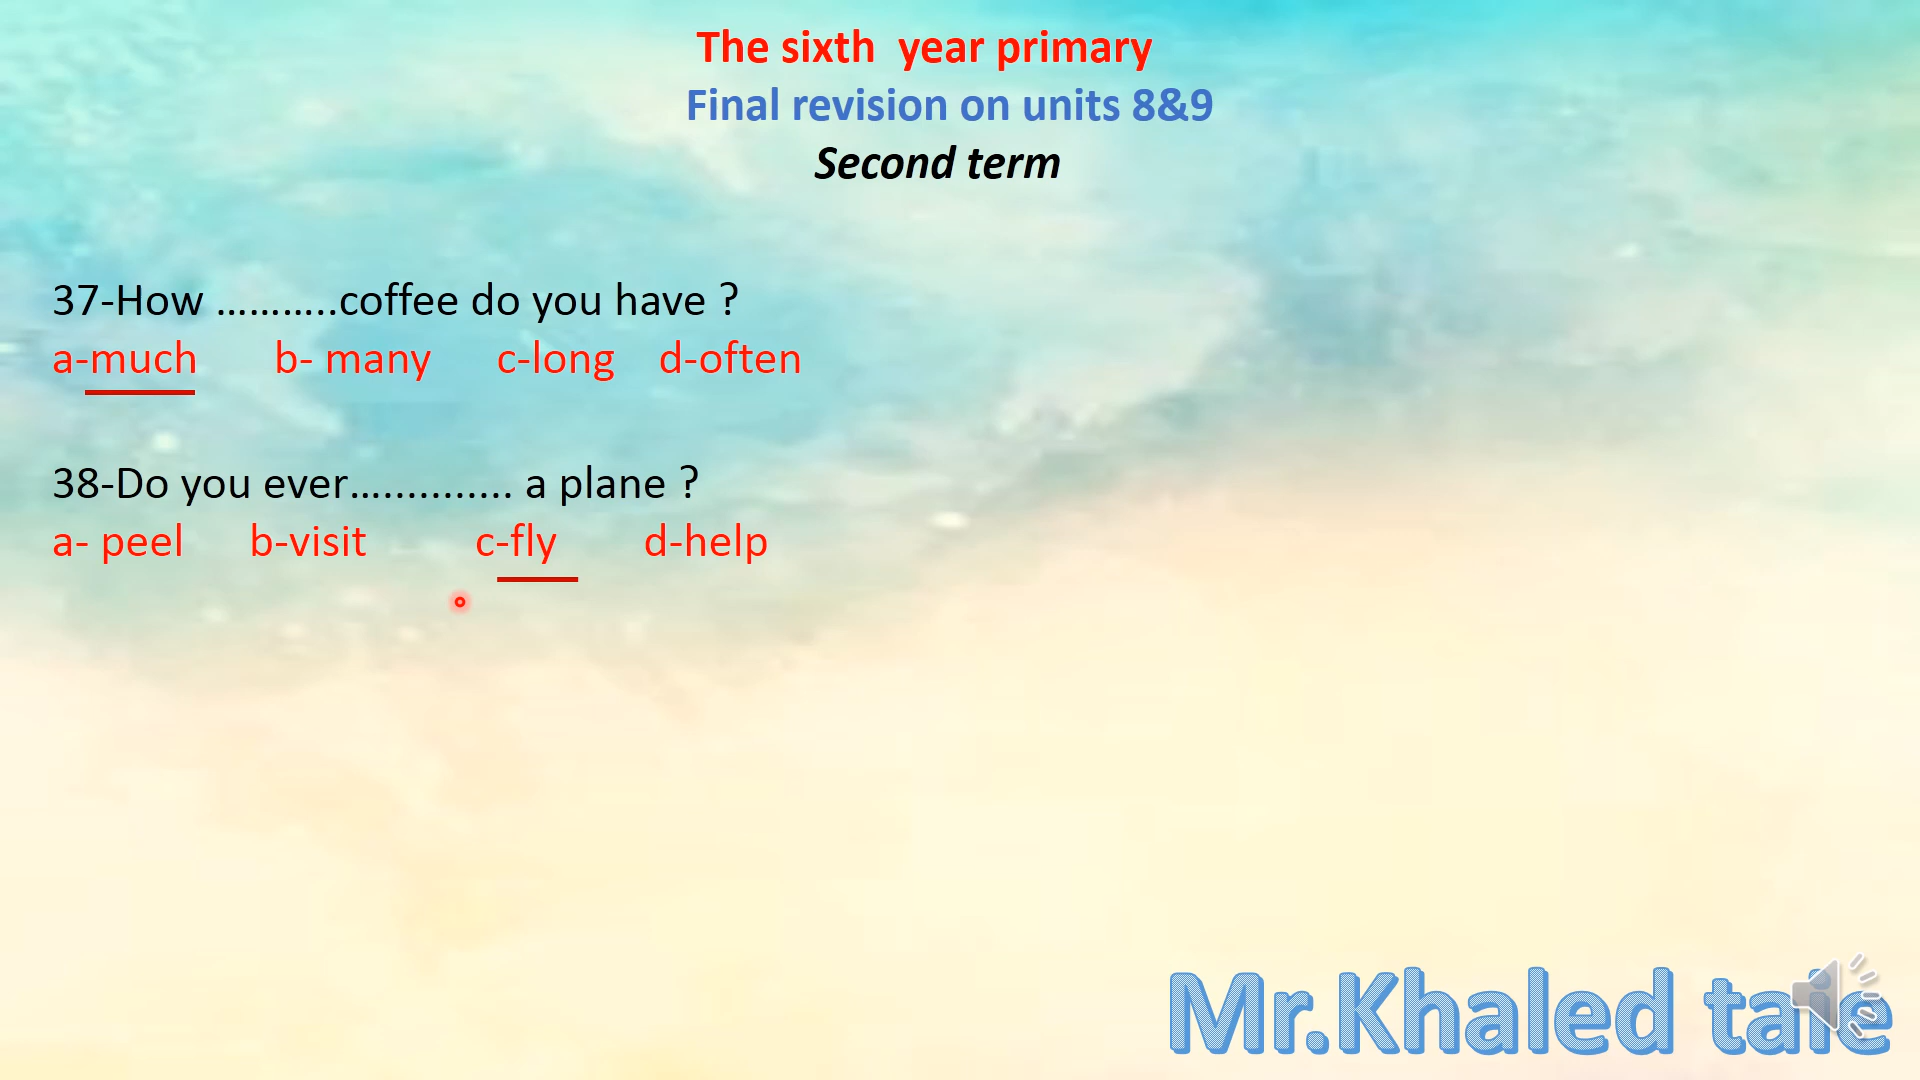 The sixth  year primary
Final revision on units 8&9
Second term
37-How ………..coffee do you have ?
a-much      b- many     c-long   d-often
38-Do you ever….......... a plane ?
a- peel     b-visit         c-fly       d-help
Mr.Khaled